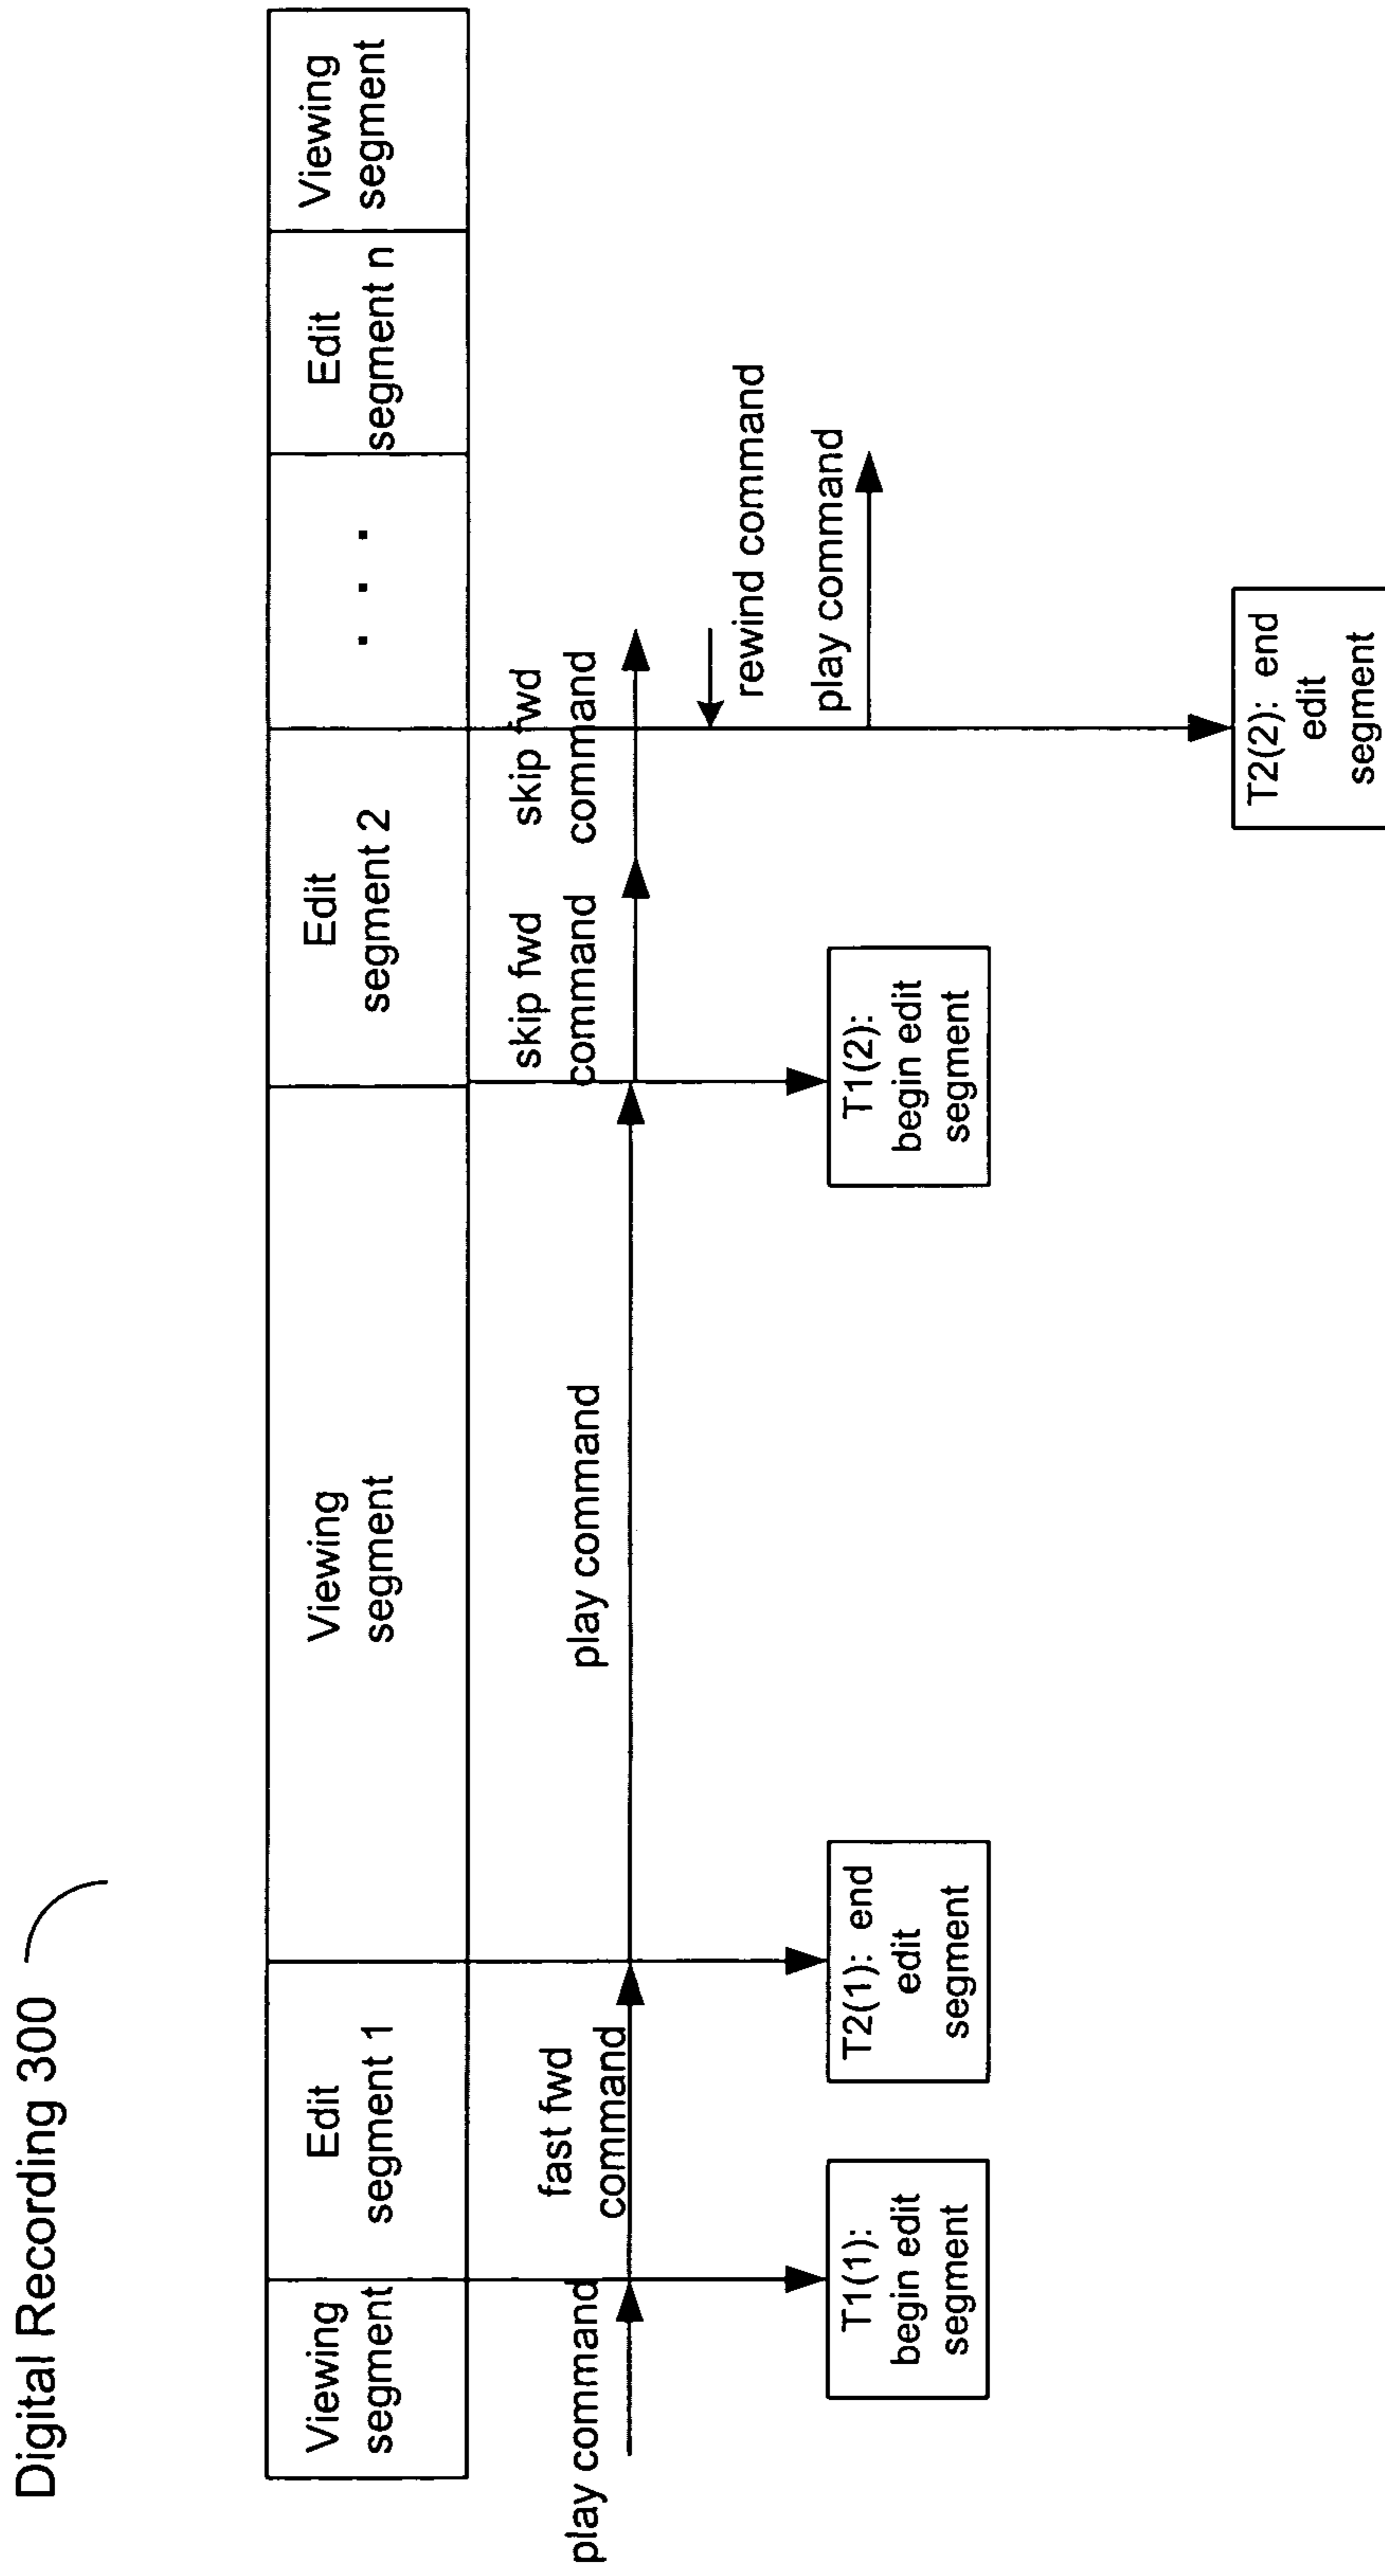 Digital Recording 300
Viewing
segment
Edit
segment 1
Viewing
segment
Edit
segment 2
. . .
Edit
segment n
Viewing
segment
play command
fast fwd
command
play command
skip fwd
command
skip fwd
command
rewind command
play command
T1(1):
begin edit
segment
T2(1): end
edit
segment
T1(2):
begin edit
segment
T2(2): end
edit
segment